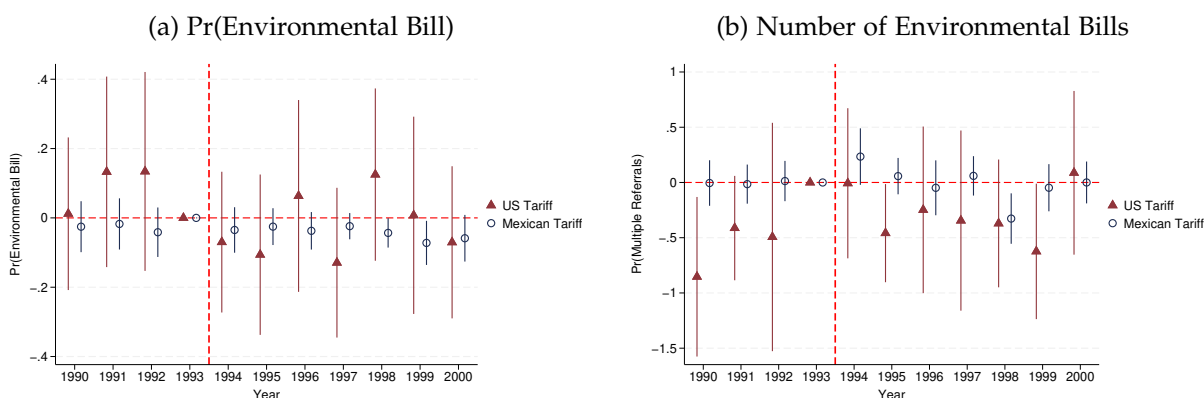 (a) Pr(Environmental Bill)
Pr(Environmental Bill)
.4
.2
0
-.2
-.4
1990 1991 1992 1993 1994 1995 1996 1997 1998 1999 2000
Year
US Tariff
Mexican Tariff
(b) Number of Environmental Bills
Pr(Multiple Referrals)
1
.5
0
-.5
-1
-1.5
1990 1991 1992 1993 1994 1995 1996 1997 1998 1999 2000
Year
US Tariff
Mexican Tariff